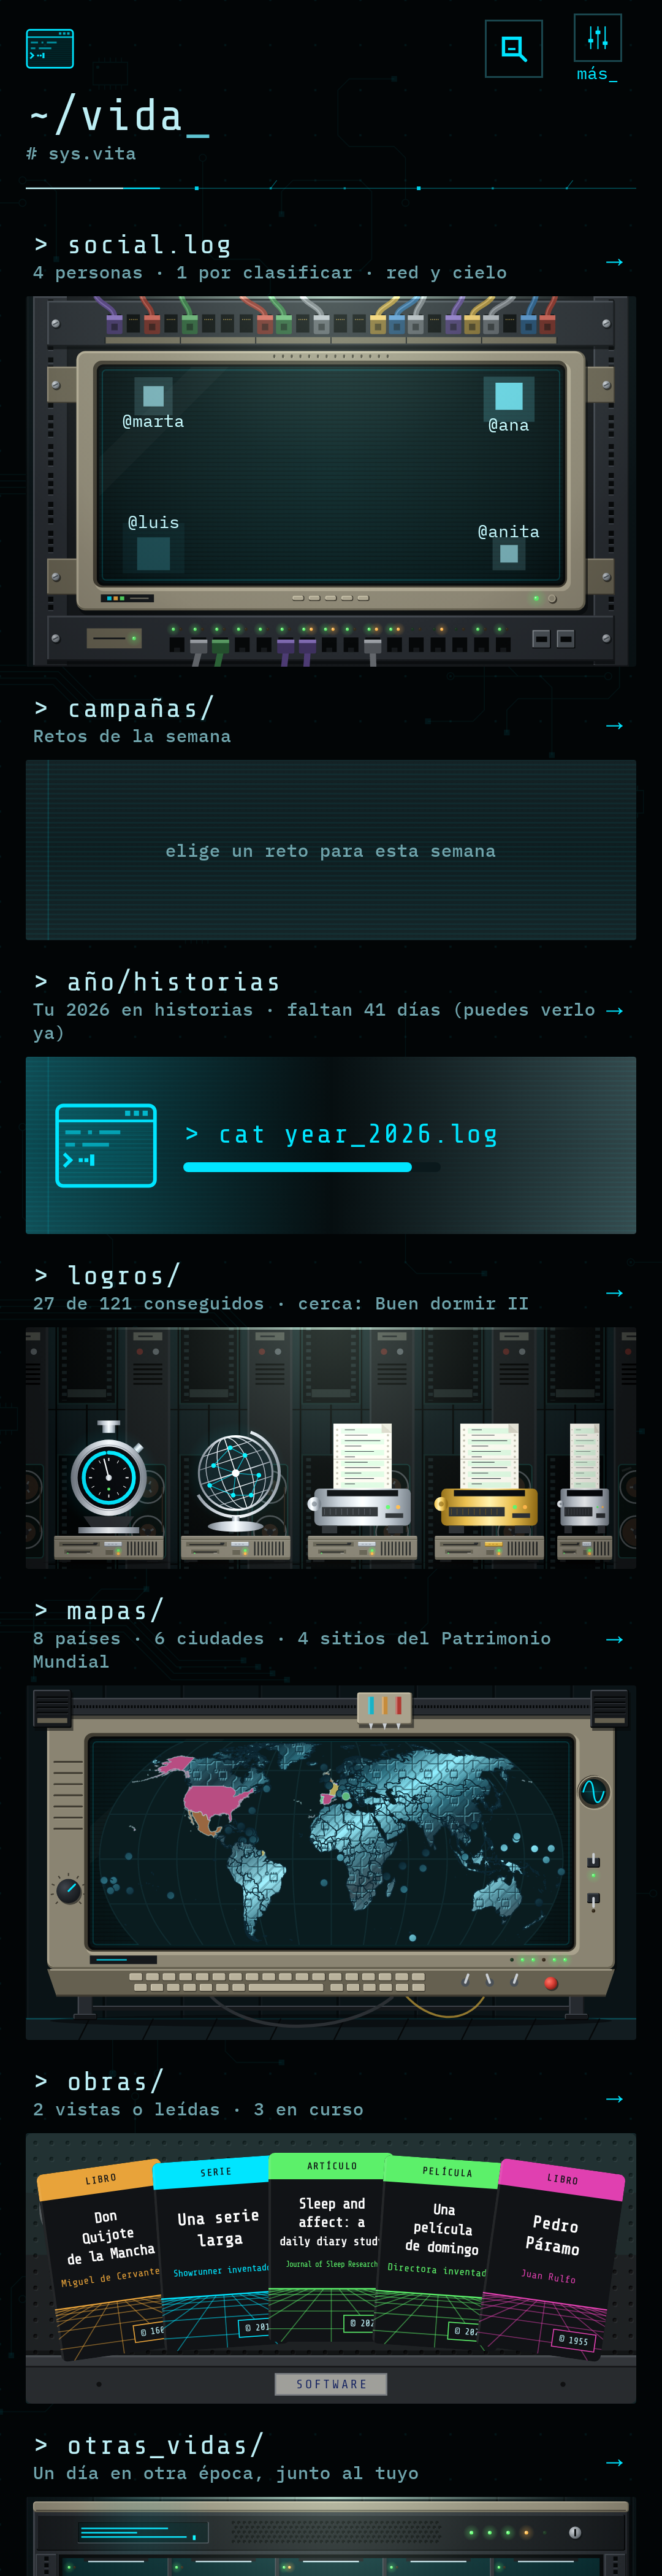 más_
~/vida_
# sys.vita
> social.log
→
4 personas · 1 por clasificar · red y cielo
@marta
@ana
@luis
@anita
> campañas/
→
Retos de la semana
elige un reto para esta semana
> año/historias
Tu 2026 en historias · faltan 41 días (puedes verlo →
ya)
> cat year_2026.log
> logros/
→
27 de 121 conseguidos · cerca: Buen dormir II
> mapas/
8 países · 6 ciudades · 4 sitios del Patrimonio →
Mundial
> obras/
→
2 vistas o leídas · 3 en curso
LIBRO
Don
Quijote
de la Mancha
Miguel de Cervante
© 160
SERIE
Una serie
larga
Showrunner inventad
© 201
ARTÍCULO
Sleep and
affect: a
daily diary stud
Journal of Sleep Research
© 202
PELÍCULA
Una
película
de domingo
Directora inventad
© 202
LIBRO
Pedro
Páramo
Juan Rulfo
© 1955
SOFTWARE
> otras_vidas/
→
Un día en otra época, junto al tuyo